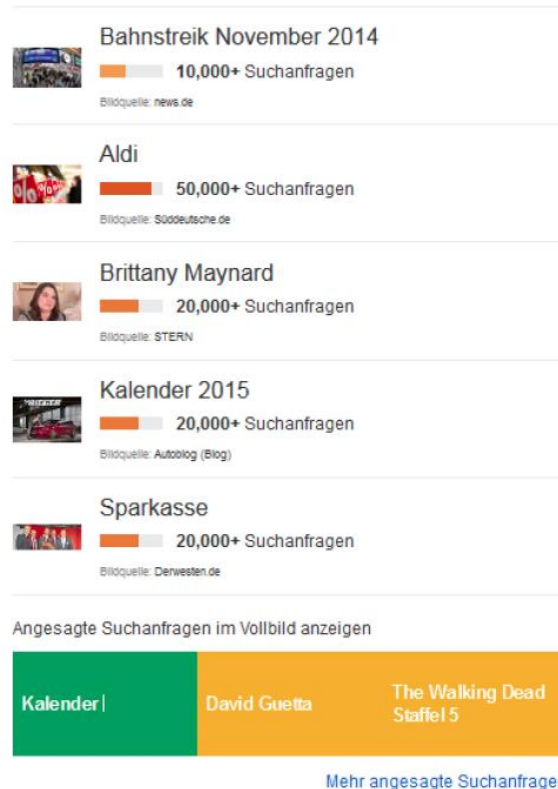 Bahnstreik November 2014
10,000+ Suchanfragen
Bildquelle: news.de
Aldi
50,000+ Suchanfragen
Bildquelle: Süddeutsche.de
Brittany Maynard
20,000+ Suchanfragen
Bildquelle: STERN
Kalender 2015
20,000+ Suchanfragen
Bildquelle: Autoblog (Blog)
Sparkasse
20,000+ Suchanfragen
Bildquelle: Derwesten.de
Angesagte Suchanfragen im Vollbild anzeigen
Kalender
David Guetta
The Walking Dead
Staffel 5
Mehr angesagte Suchanfrage